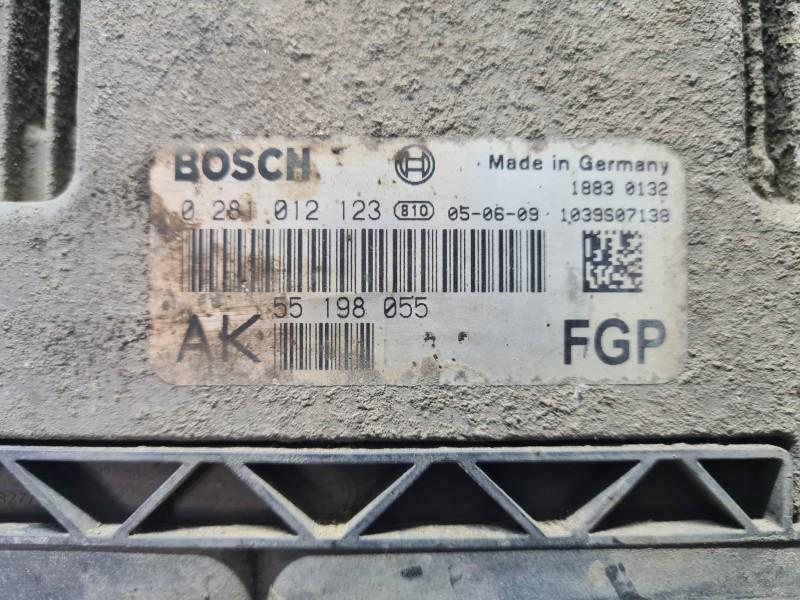 BOSCH
Made in Germany
1883 0132
0 281 012 123 810 05-06-09 1039S07138
55 198 055
AK FGP